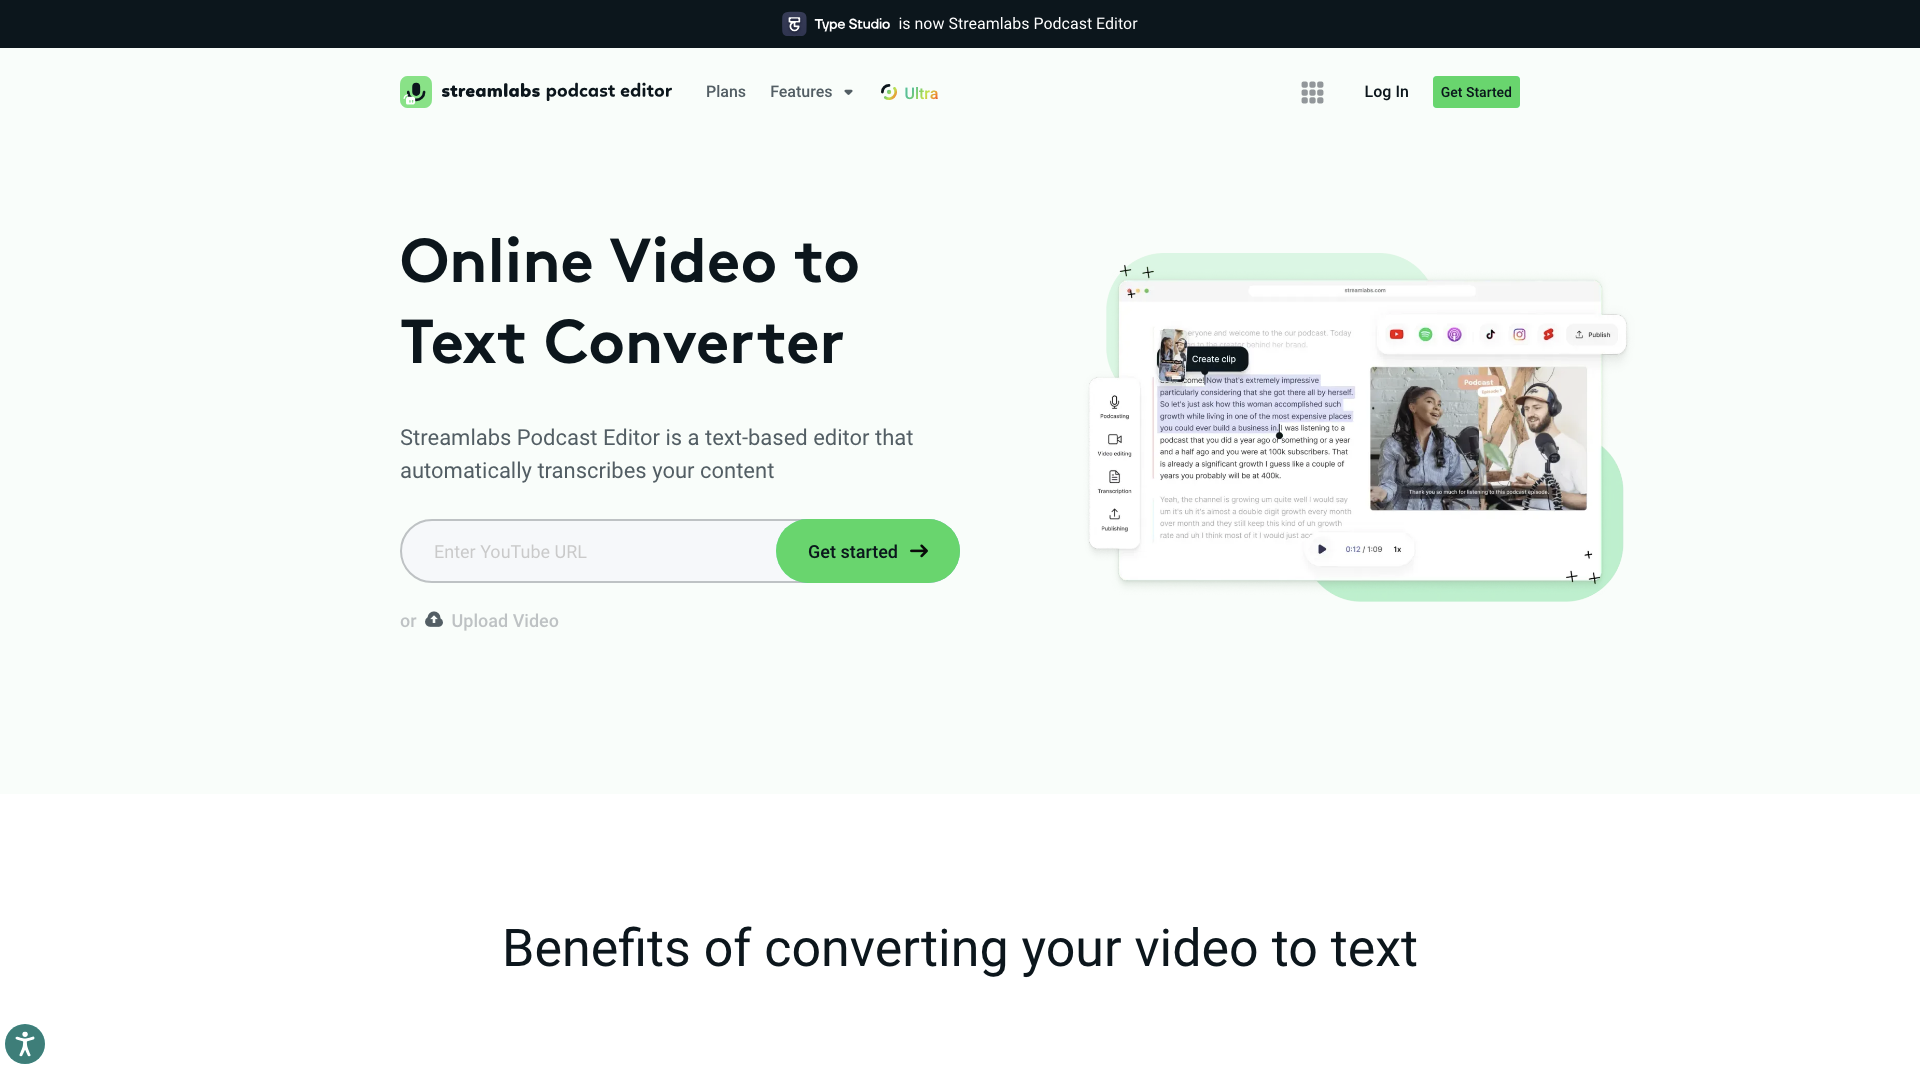 Type Studio is now Streamlabs Podcast Editor
streamlabs podcast editor
Plans
Features
Ultra
Log In
Get Started
Online Video to
Text Converter
Streamlabs Podcast Editor is a text-based editor that
automatically transcribes your content
Enter YouTube URL
Get started
or Upload Video
streamlabs.com
everyone and welcome to the our podcast. Today
to the creator behind her brand.
Create clip
come! Now that's extremely impressive
particularly considering that she got there all by herself.
So let's just ask how this woman accomplished such
growth while living in one of the most expensive places
you could ever build a business in. I was listening to a
podcast that you did a year ago or something or a year
and a half ago and you were at 100k subscribers. That
is already a significant growth I guess like a couple of
years you probably will be at 400k.
Yeah, the channel is growing um quite well I would say
um it's uh it's almost a double digit growth every month
over month and they still keep this kind of un growth
rate and uh I think most of it I would just acc
Podcasting
Video editing
Transcription
Publishing
Publish
Podcast
Thank you so much for listening to this podcast episode.
0:12 / 1:09 1x
Benefits of converting your video to text